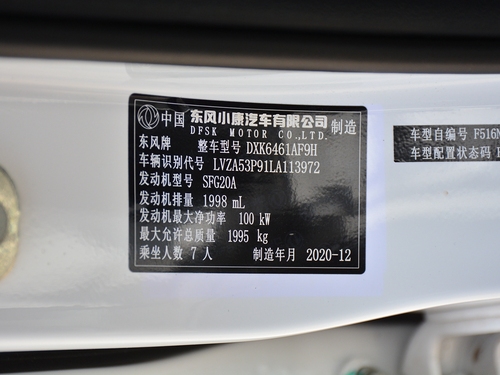 中国 东风小康汽车有限公司 制造
DFSK MOTOR CO.,LTD.
东风牌 整车型号 DXK6461AF9H
车辆识别代号 LVZA53P91LA113972
发动机型号 SFG20A
发动机排量 1998 mL
发动机最大净功率 100 kW
最大允许总质量 1995 kg
乘坐人数 7 人 制造年月 2020-12
车型自编号 F516
车型配置状态码